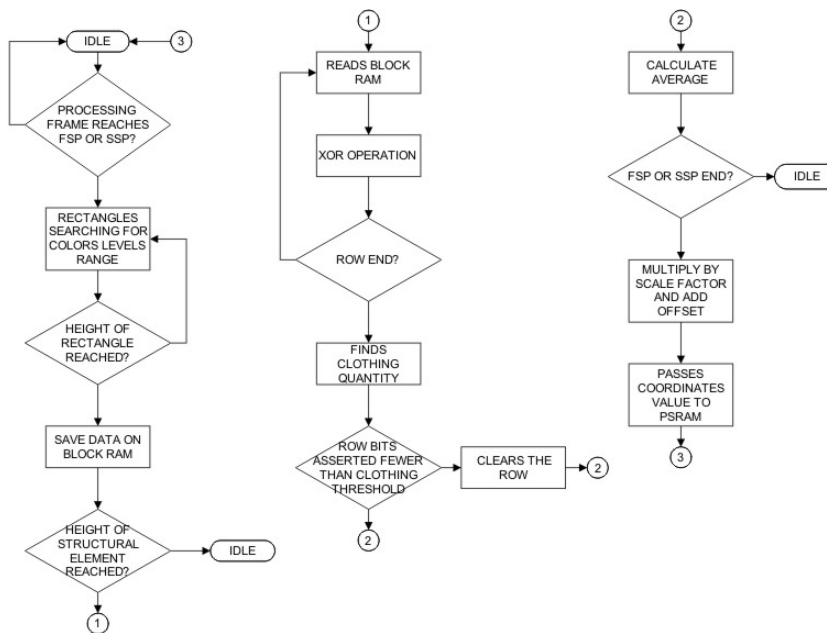 IDLE
3
PROCESSING
FRAME REACHES
FSP OR SSP?
RECTANGLES
SEARCHING FOR
COLORS LEVELS
RANGE
HEIGHT OF
RECTANGLE
REACHED?
SAVE DATA ON
BLOCK RAM
HEIGHT OF
STRUCTURAL
ELEMENT
REACHED?
IDLE
1
1
READS BLOCK
RAM
XOR OPERATION
ROW END?
FINDS
CLOTHING
QUANTITY
ROW BITS
ASSERTED FEWER
THAN CLOTHING
THRESHOLD
CLEARS THE
ROW
2
2
2
CALCULATE
AVERAGE
FSP OR SSP END?
IDLE
MULTIPLY BY
SCALE FACTOR
AND ADD
OFFSET
PASSES
COORDINATES
VALUE TO
PSRAM
3